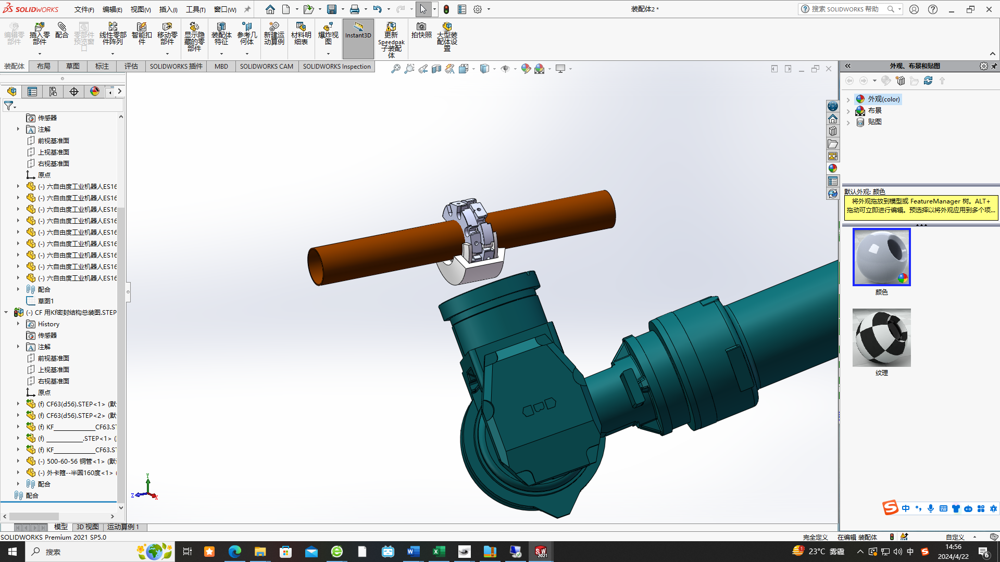 SOLIDWORKS
文件(F)
编辑(E)
视图(V)
插入(I)
工具(T)
窗口(W)
装配体2 *
搜索 SOLIDWORKS 帮助
编辑零部件
插入零部件
配合
零部件预览窗口
线性零部件阵列
智能扣件
移动零部件
显示隐藏的零部件
装配体特征
参考几何体
新建运动算例
材料明细表
爆炸视图
Instant3D
更新 Speedpak 子装配体
拍快照
大型装配体设置
装配体
布局
草图
标注
评估
SOLIDWORKS 插件
MBD
SOLIDWORKS CAM
SOLIDWORKS Inspection
传感器
注解
前视基准面
上视基准面
右视基准面
原点
(-) 六自由度工业机器人ES16
(-) 六自由度工业机器人ES16
(-) 六自由度工业机器人ES16
(-) 六自由度工业机器人ES16
(-) 六自由度工业机器人ES16
(-) 六自由度工业机器人ES16
(-) 六自由度工业机器人ES16
(-) 六自由度工业机器人ES16
(-) 六自由度工业机器人ES16
配合
草图1
(-) CF 用Kf密封结构总装图.STEP
History
传感器
注解
前视基准面
上视基准面
右视基准面
原点
(f) CF63(d56).STEP<1> (默
(f) CF63(d56).STEP<2> (默
(f) KF______________CF63.S
(f) ____________.STEP<1> (
(f) KF______________CF63.S
(-) 500-60-56 铜管<1> (默
(-) 外卡箍--半圆160度<1> (
配合
配合
Y
Z
X
模型
3D 视图
运动算例 1
SOLIDWORKS Premium 2021 SP5.0
完全定义
在编辑 装配体
自定义
外观、布景和贴图
外观(color)
布景
贴图
默认外观: 颜色
将外观拖放到模型或 FeatureManager 树。ALT+
拖动可立即进行编辑。预选择以将外观应用到多个项...
颜色
纹理
中
搜索
23°C 雾霾
中
14:56
2024/4/22
6